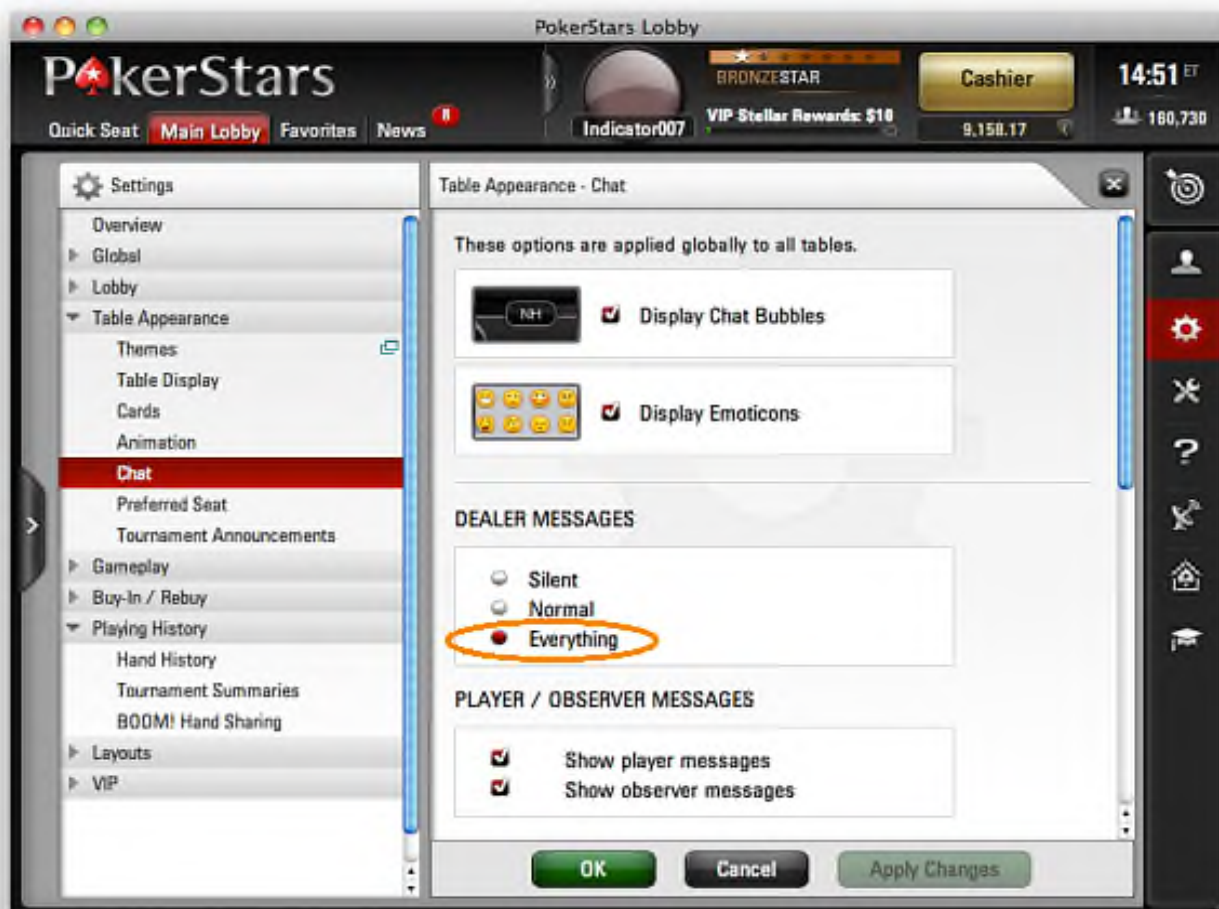 PokerStars Lobby
PokerStars
BRONZESTAR
Cashier
14:51 ET
Indicator007
VIP Stellar Rewards: $10
9,158.17
160,730
Quick Seat Main Lobby Favorites News
Settings
Overview
Global
Lobby
Table Appearance
Themes
Table Display
Cards
Animation
Chat
Preferred Seat
Tournament Announcements
Gameplay
Buy-In / Rebuy
Playing History
Hand History
Tournament Summaries
BOOM! Hand Sharing
Layouts
VIP
Table Appearance - Chat
These options are applied globally to all tables.
NH
Display Chat Bubbles
Display Emoticons
DEALER MESSAGES
Silent
Normal
Everything
PLAYER / OBSERVER MESSAGES
Show player messages
Show observer messages
OK
Cancel
Apply Changes